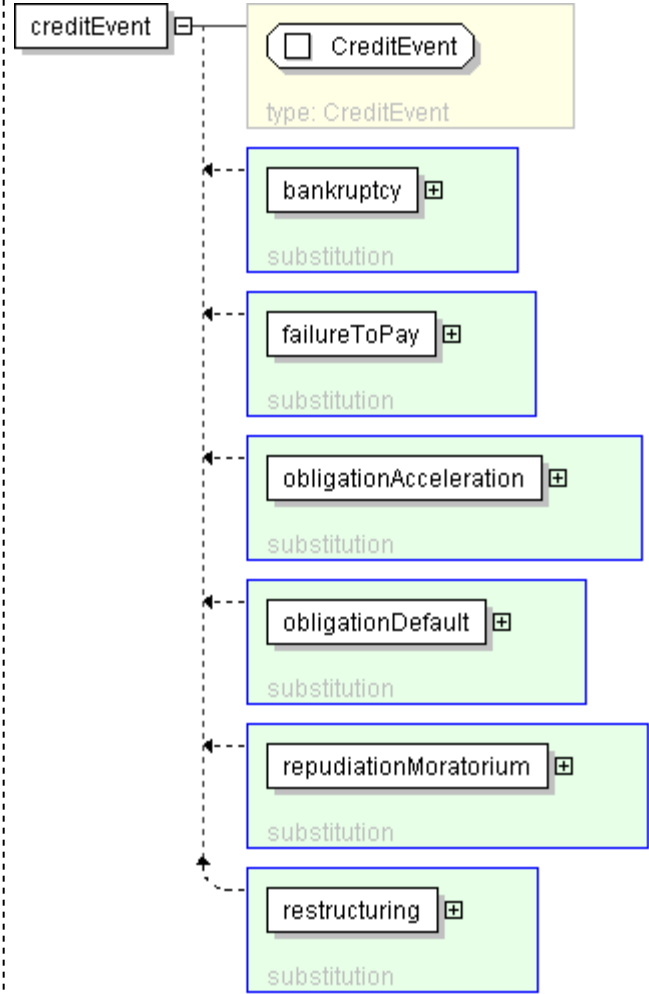 creditEvent
CreditEvent
type: CreditEvent
bankruptcy
substitution
failureToPay
substitution
obligationAcceleration
substitution
obligationDefault
substitution
repudiationMoratorium
substitution
restructuring
substitution